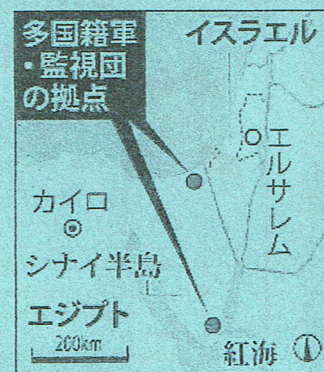 多国籍軍
・監視団
の拠点
イスラエル
エルサレム
カイロ
シナイ半島
エジプト
200km
紅海